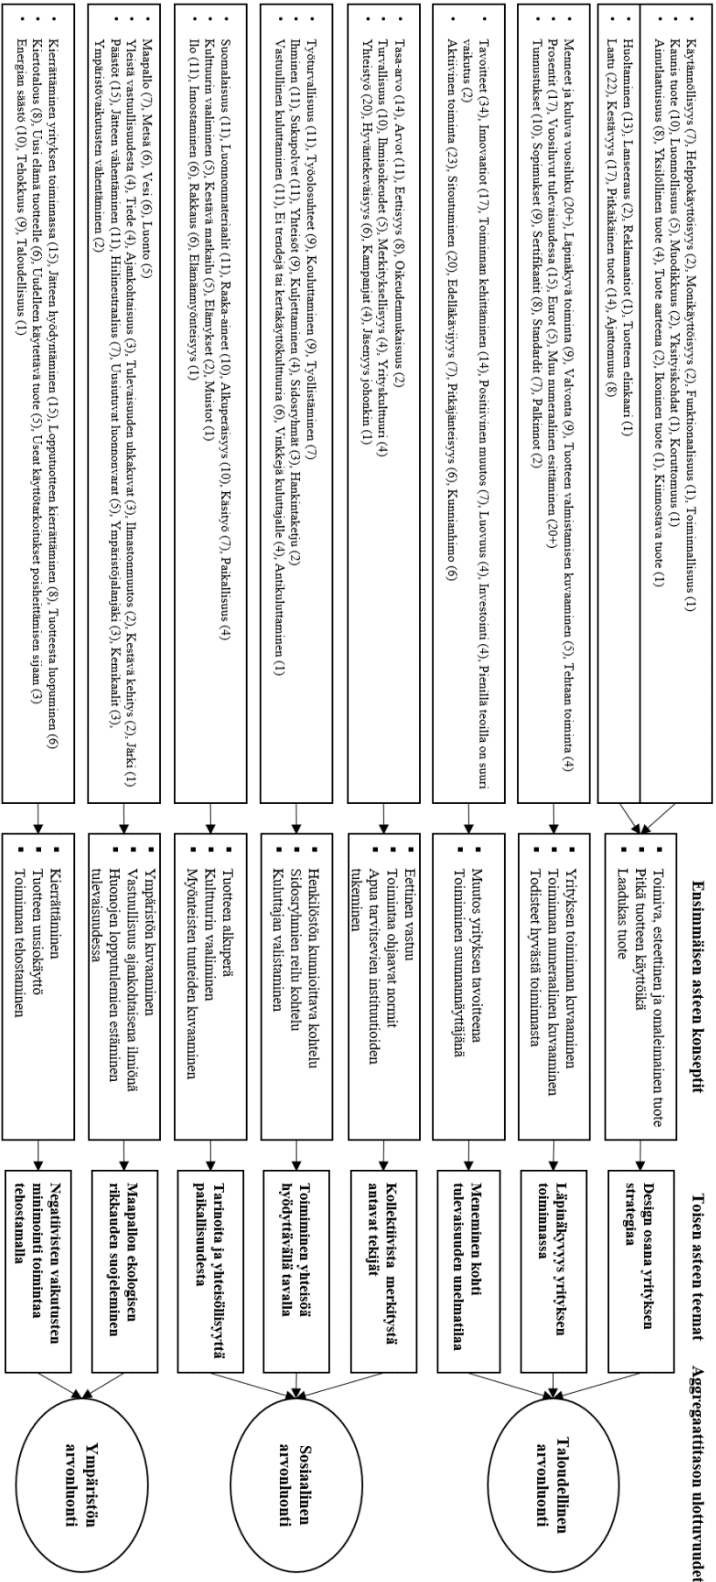 Ensimmäisen asteen konseptit
Toisen asteen teemat
Aggregaattitason ulottuvuudet
• Käytännöllisyys (7), Helppokäyttöisyys (2), Monikäyttöisyys (2), Funktionaalisuus (1), Toiminnallisuus (1)
• Kaunis tuote (10), Luonnollisuus (5), Muodikkuus (2), Yksityiskohdat (1), Koruttomuus (1)
• Ainutlaatuisuus (8), Yksilöllinen tuote (4), Tuote aarteena (2), Ikoninen tuote (1), Kiinnostava tuote (1)
• Huoltaminen (13), Lanseeraus (2), Reklamaatiot (1), Tuotteen elinkaari (1)
• Laatu (22), Kestävyys (17), Pitkäikäinen tuote (14), Ajattomuus (8)
▪ Toimiva, esteettinen ja omaleimainen tuote
▪ Pitkä tuotteen käyttöikä
▪ Laadukas tuote
Design osana yrityksen
strategiaa
• Menneet ja kuluva vuosiluku (20+), Läpinäkyvä toiminta (9), Valvonta (9), Tuotteen valmistamisen kuvaaminen (5), Tehtaan toiminta (4)
• Prosentit (17), Vuosiluvut tulevaisuudessa (15), Eurot (5), Muu numeraalinen esittäminen (20+)
• Tunnustukset (10), Sopimukset (9), Sertifikaatit (8), Standardit (7), Palkinnot (2)
▪ Yrityksen toiminnan kuvaaminen
▪ Toiminnan numeraalinen kuvaaminen
▪ Todisteet hyvästä toiminnasta
Läpinäkyvyys yrityksen
toiminnassa
• Tavoitteet (34), Innovaatiot (17), Toiminnan kehittäminen (14), Positiivinen muutos (7), Luovuus (4), Investointi (4), Pienillä teoilla on suuri
vaikutus (2)
• Aktiivinen toiminta (23), Sitoutuminen (20), Edelläkävijyys (7), Pitkäjänteisyys (6), Kunnianhimo (6)
▪ Muutos yrityksen tavoitteena
▪ Toimiminen suunnannäyttäjänä
Meneminen kohti
tulevaisuuden unelmatilaa
Taloudellinen
arvonluonti
• Tasa-arvo (14), Arvot (11), Eettisyys (8), Oikeudenmukaisuus (2)
• Turvallisuus (10), Ihmisoikeudet (5), Merkityksellisyys (4), Yrityskulttuuri (4)
• Yhteistyö (20), Hyväntekeväisyys (6), Kampanjat (4), Jäsenyys johonkin (1)
▪ Eettinen vastuu
▪ Toimintaa ohjaavat normit
▪ Apua tarvitsevien instituutioiden
tukeminen
Kollektiivista merkitystä
antavat tekijät
• Työturvallisuus (11), Työolosuhteet (9), Kouluttaminen (9), Työllistäminen (7)
• Ihminen (11), Sukupolvet (11), Yhteisöt (9), Kuljettaminen (4), Sidosryhmät (3), Hankintaketju (2)
• Vastuullinen kuluttaminen (11), Ei trendejä tai kertakäyttökulttuuria (6), Vinkkejä kuluttajalle (4), Antikuluttaminen (1)
▪ Henkilöstön kunnioittava kohtelu
▪ Sidosryhmien reilu kohtelu
▪ Kuluttajan valistaminen
Toimiminen yhteisöä
hyödyttävällä tavalla
• Suomalaisuus (11), Luonnonmateriaalit (11), Raaka-aineet (10), Alkuperäisyys (10), Käsityö (7), Paikallisuus (4)
• Kulttuurin vaaliminen (5), Kestävä matkailu (5), Elämykset (2), Muistot (1)
• Ilo (11), Innostaminen (6), Rakkaus (6), Elämänmyönteisyys (1)
▪ Tuotteen alkuperä
▪ Kulttuurin vaaliminen
▪ Myönteisten tunteiden kuvaaminen
Tarinoita ja yhteisöllisyyttä
paikallisuudesta
Sosiaalinen
arvonluonti
• Maapallo (7), Metsä (6), Vesi (6), Luonto (5)
• Yleistä vastuullisuudesta (4), Tiede (4), Ajankohtaisuus (3), Tulevaisuuden uhkakuvat (3), Ilmastonmuutos (2), Kestävä kehitys (2), Järki (1)
• Päästöt (15), Jätteen vähentäminen (11), Hiilineutraalius (7), Uusiutuvat luonnonvarat (5), Ympäristöjalanjäki (3), Kemikaalit (3),
Ympäristövaikutusten vähentäminen (2)
▪ Ympäristön kuvaaminen
▪ Vastuullisuus ajankohtaisena ilmiönä
▪ Huonojen lopputulemien estäminen
tulevaisuudessa
Maapallon ekologisen
rikkauden suojeleminen
• Kierrättäminen yrityksen toiminnassa (15), Jätteen hyödyntäminen (15), Lopputuotteen kierrättäminen (8), Tuotteesta luopuminen (6)
• Kiertotalous (8), Uusi elämä tuotteelle (6), Uudelleen käytettävä tuote (5), Useat käyttötarkoitukset poisheittämisen sijaan (3)
• Energian säästö (10), Tehokkuus (9), Taloudellisuus (1)
▪ Kierrättäminen
▪ Tuotteen uusiokäyttö
▪ Toiminnan tehostaminen
Negatiivisten vaikutusten
minimointi toimintaa
tehostamalla
Ympäristön
arvonluonti